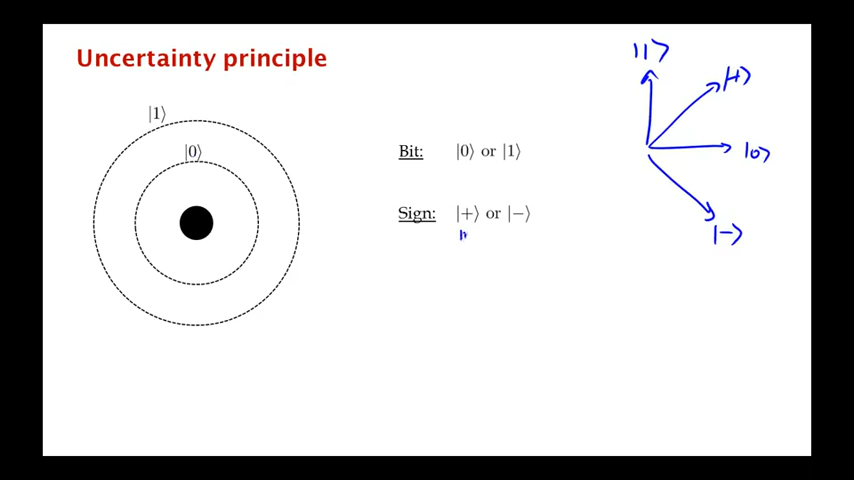 Uncertainty principle
|1⟩
|0⟩
Bit: |0⟩ or |1⟩
Sign: |+⟩ or |−⟩
|1⟩
|+⟩
|0⟩
|−⟩